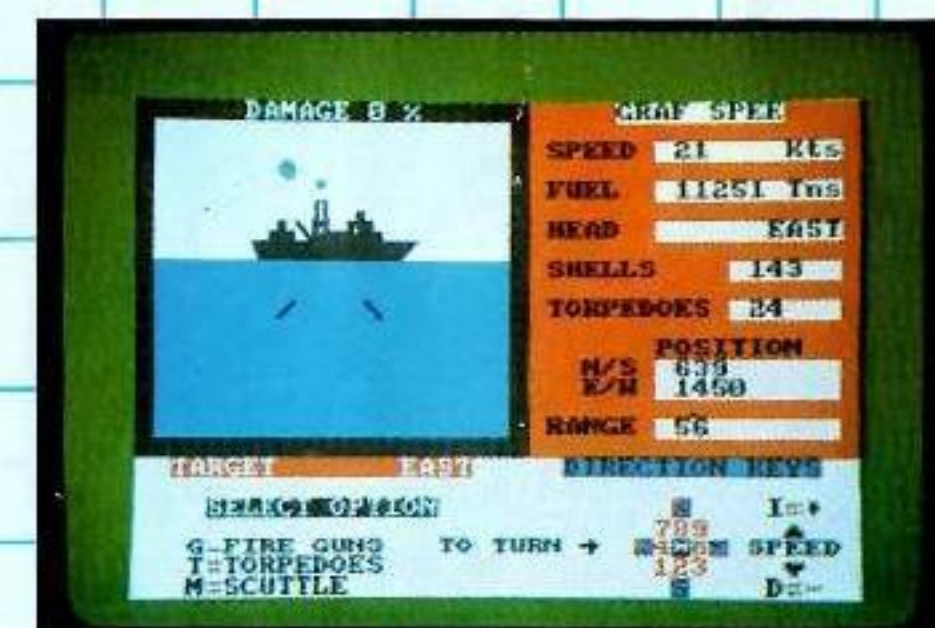 DAMAGE 0 %
GRAF SPEE
SPEED 21 Kts
FUEL 11251 Tns
HEAD EAST
SHELLS 143
TORPEDOES 24
POSITION
N/S 639
E/W 1450
RANGE 56
TARGET EAST
DIRECTION KEYS
SELECT OPTION
G=FIRE GUNS
T=TORPEDOES
M=SCUTTLE
TO TURN →
N
789
W E
123
S
I=+
SPEED
D=-